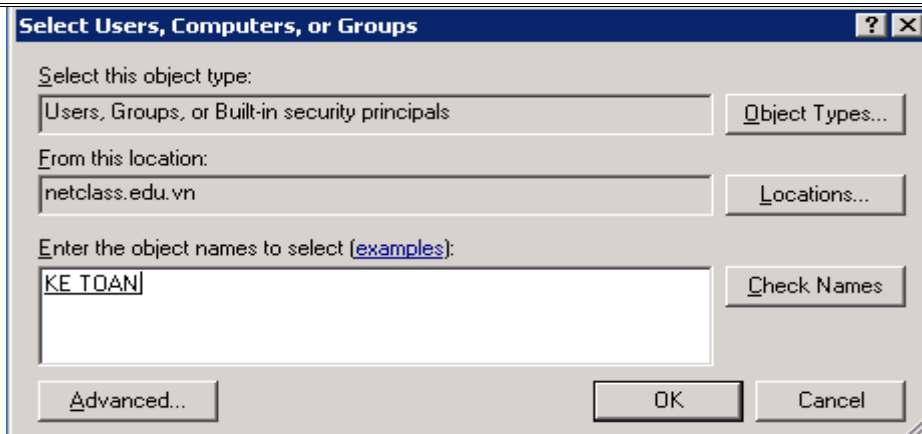 Select Users, Computers, or Groups
Select this object type:
Users, Groups, or Built-in security principals
Object Types...
From this location:
netclass.edu.vn
Locations...
Enter the object names to select (examples):
KE TOAN
Check Names
Advanced...
OK
Cancel